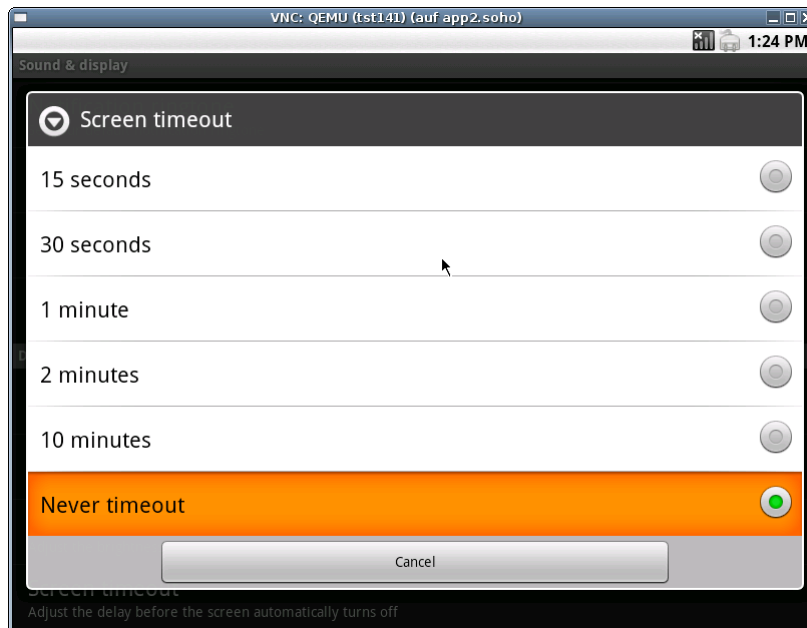 VNC: QEMU (tst141) (auf app2.soho)
1:24 PM
Sound & display
Screen timeout
15 seconds
30 seconds
1 minute
2 minutes
10 minutes
Never timeout
Cancel
Screen timeout
Adjust the delay before the screen automatically turns off